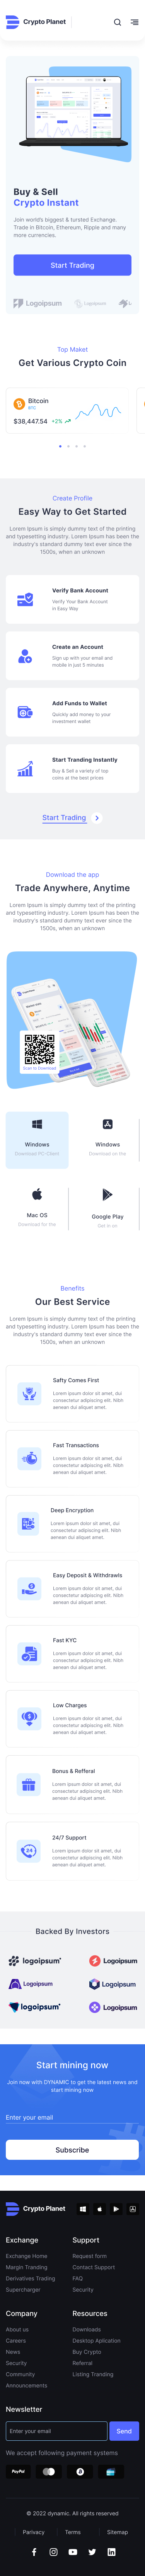 Crypto Planet
Buy & Sell
Crypto Instant
Join world's biggest & tursted Exchange.
Trade in Bitcoin, Ethereum, Ripple and many
more currencies.
Start Trading
Logoipsum
Logoipsum
Top Maket
Get Various Crypto Coin
Bitcoin
BTC
$38,447.54 +2%
Create Profile
Easy Way to Get Started
Lorem Ipsum is simply dummy text of the printing
and typesetting industry. Lorem Ipsum has been the
industry's standard dummy text ever since the
1500s, when an unknown
Verify Bank Account
Verify Your Bank Account
in Easy Way
Create an Account
Sign up with your email and
mobile in just 5 minutes
Add Funds to Wallet
Quickly add money to your
investment wallet
Start Tranding Instantly
Buy & Sell a variety of top
coins at the best prices
Start Trading
Download the app
Trade Anywhere, Anytime
Lorem Ipsum is simply dummy text of the printing
and typesetting industry. Lorem Ipsum has been the
industry's standard dummy text ever since the
1500s, when an unknown
Scan to Download
Windows
Download PC-Client
Windows
Download on the
Mac OS
Download for the
Google Play
Get in on
Benefits
Our Best Service
Lorem Ipsum is simply dummy text of the printing
and typesetting industry. Lorem Ipsum has been the
industry's standard dummy text ever since the
1500s, when an unknown
Safty Comes First
Lorem ipsum dolor sit amet, dui
consectetur adipiscing elit. Nibh
aenean dui aliquet amet.
Fast Transactions
Lorem ipsum dolor sit amet, dui
consectetur adipiscing elit. Nibh
aenean dui aliquet amet.
Deep Encryption
Lorem ipsum dolor sit amet, dui
consectetur adipiscing elit. Nibh
aenean dui aliquet amet.
Easy Deposit & Withdrawls
Lorem ipsum dolor sit amet, dui
consectetur adipiscing elit. Nibh
aenean dui aliquet amet.
Fast KYC
Lorem ipsum dolor sit amet, dui
consectetur adipiscing elit. Nibh
aenean dui aliquet amet.
Low Charges
Lorem ipsum dolor sit amet, dui
consectetur adipiscing elit. Nibh
aenean dui aliquet amet.
Bonus & Refferal
Lorem ipsum dolor sit amet, dui
consectetur adipiscing elit. Nibh
aenean dui aliquet amet.
24
24/7 Support
Lorem ipsum dolor sit amet, dui
consectetur adipiscing elit. Nibh
aenean dui aliquet amet.
Backed By Investors
logoipsum
Logoipsum
Logoipsum
Logoipsum
logoipsum
Logoipsum
Start mining now
Join now with DYNAMIC to get the latest news and
start mining now
Enter your email
Subscribe
Crypto Planet
Exchange
Exchange Home
Margin Tranding
Derivatives Trading
Supercharger
Support
Request form
Contact Support
FAQ
Security
Company
About us
Careers
News
Security
Community
Announcements
Resources
Downloads
Desktop Aplication
Buy Crypto
Referral
Listing Tranding
Newsletter
Enter your email
Send
We accept following payment systems
PayPal
© 2022 dynamic. All rights reserved
Parivacy
Terms
Sitemap